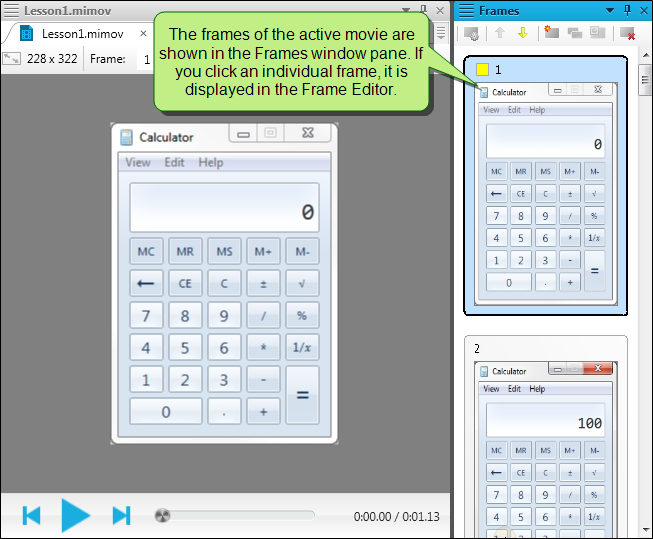 Lesson1.mimov
Lesson1.mimov
228 x 322 Frame: 1
The frames of the active movie are
shown in the Frames window pane. If
you click an individual frame, it is
displayed in the Frame Editor.
Calculator
View Edit Help
0
MC MR MS M+ M-
← CE C ± √
7 8 9 / %
4 5 6 * 1/x
1 2 3 - =
0 . +
0:00.00 / 0:01.13
Frames
1
Calculator
View Edit Help
0
MC MR MS M+ M-
← CE C ± √
7 8 9 / %
4 5 6 * 1/x
1 2 3 - =
0 . +
2
Calculator
View Edit Help
100
MC MR MS M+ M-
← CE C ± √
7 8 9 / %
4 5 6 * 1/x